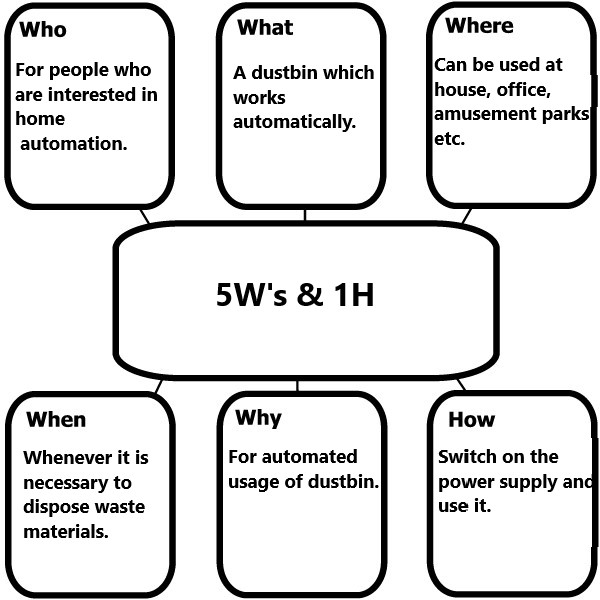 Who
For people who
are interested in
home
automation.
What
A dustbin which
works
automatically.
Where
Can be used at
house, office,
amusement parks
etc.
5W's & 1H
When
Whenever it is
necessary to
dispose waste
materials.
Why
For automated
usage of dustbin.
How
Switch on the
power supply and
use it.